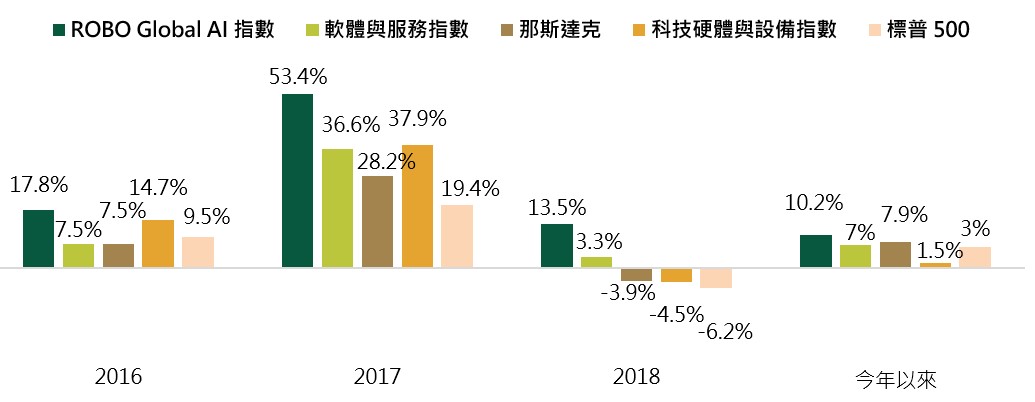 ROBO Global AI 指數 軟體與服務指數 那斯達克 科技硬體與設備指數 標普 500
17.8% 7.5% 7.5% 14.7% 9.5%
53.4% 36.6% 28.2% 37.9% 19.4%
13.5% 3.3% -3.9% -4.5% -6.2%
10.2% 7% 7.9% 1.5% 3%
2016 2017 2018 今年以來